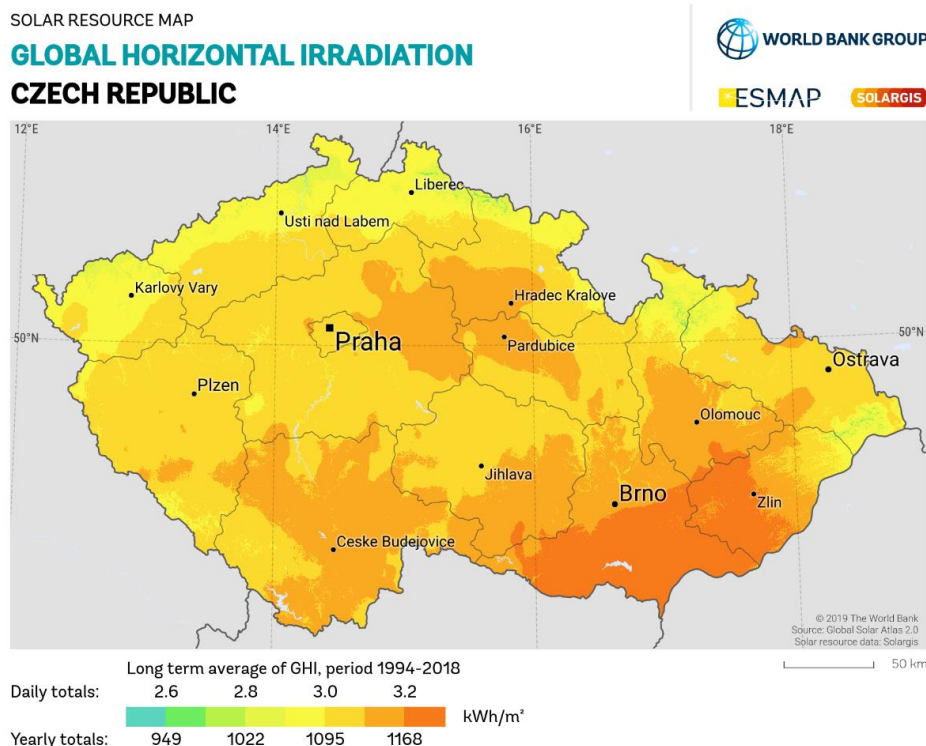 SOLAR RESOURCE MAP
GLOBAL HORIZONTAL IRRADIATION
CZECH REPUBLIC
WORLD BANK GROUP
ESMAP
SOLARGIS
12°E
14°E
16°E
18°E
Liberec
Usti nad Labem
Karlovy Vary
Hradec Kralove
50°N
Praha
Pardubice
50°N
Ostrava
Plzen
Olomouc
Jihlava
Brno
Zlin
Ceske Budejovice
© 2019 The World Bank
Source: Global Solar Atlas 2.0
Solar resource data: Solargis
50 km
Long term average of GHI, period 1994-2018
Daily totals: 2.6 2.8 3.0 3.2
kWh/m²
Yearly totals: 949 1022 1095 1168